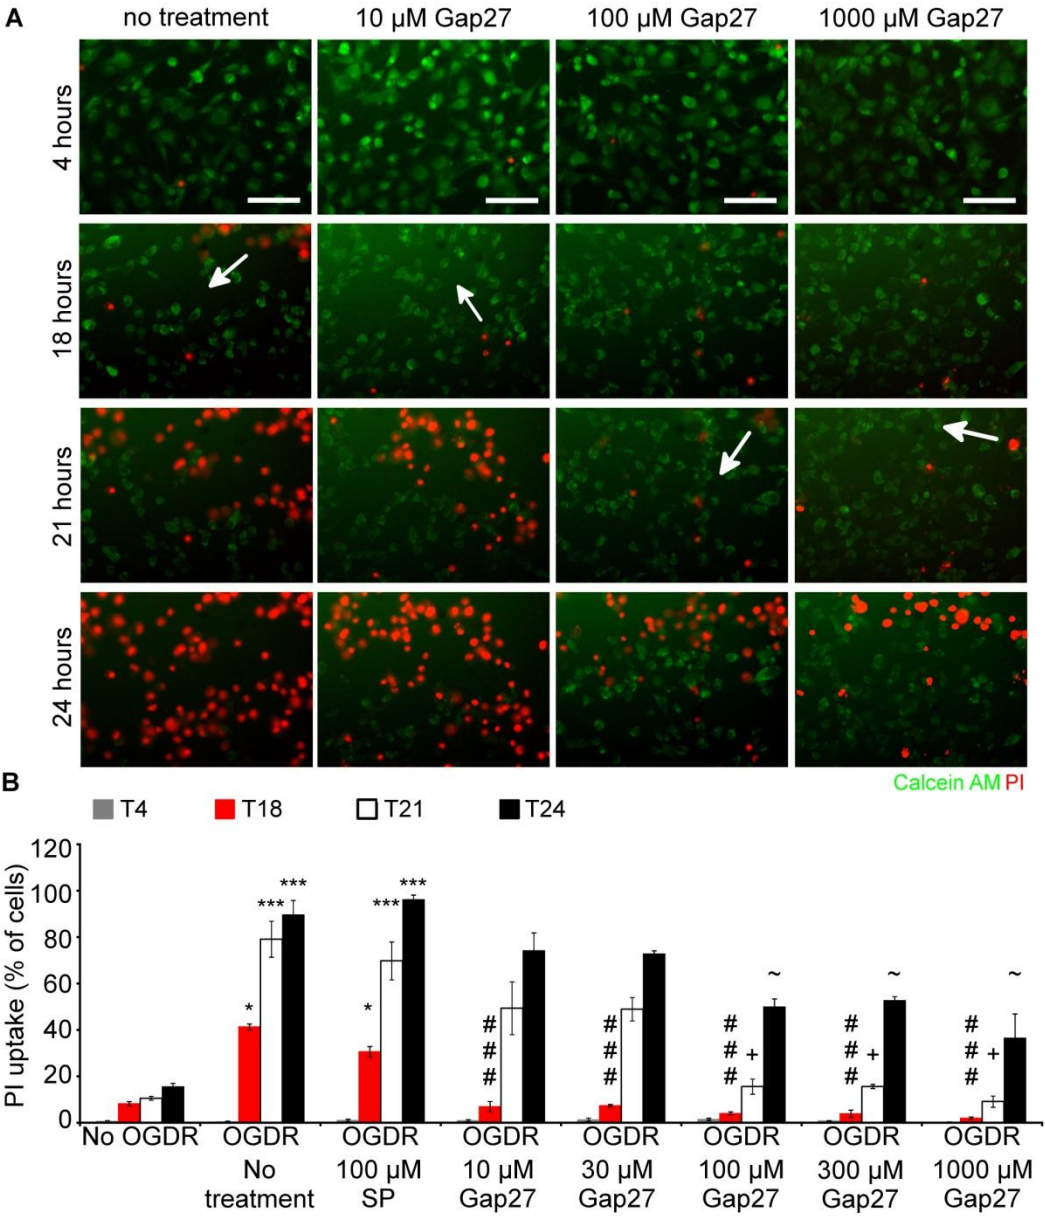 A
no treatment 10 µM Gap27 100 µM Gap27 1000 µM Gap27
4 hours
18 hours
21 hours
24 hours
Calcein AM PI
B
T4 T18 T21 T24
PI uptake (% of cells)
120
100
80
60
40
20
0
*** *** * *** *** * # # # # # # # # # + ~ # # # + ~ # # # + ~
No OGDR OGDR OGDR OGDR OGDR OGDR OGDR OGDR
No treatment 100 µM SP 10 µM Gap27 30 µM Gap27 100 µM Gap27 300 µM Gap27 1000 µM Gap27